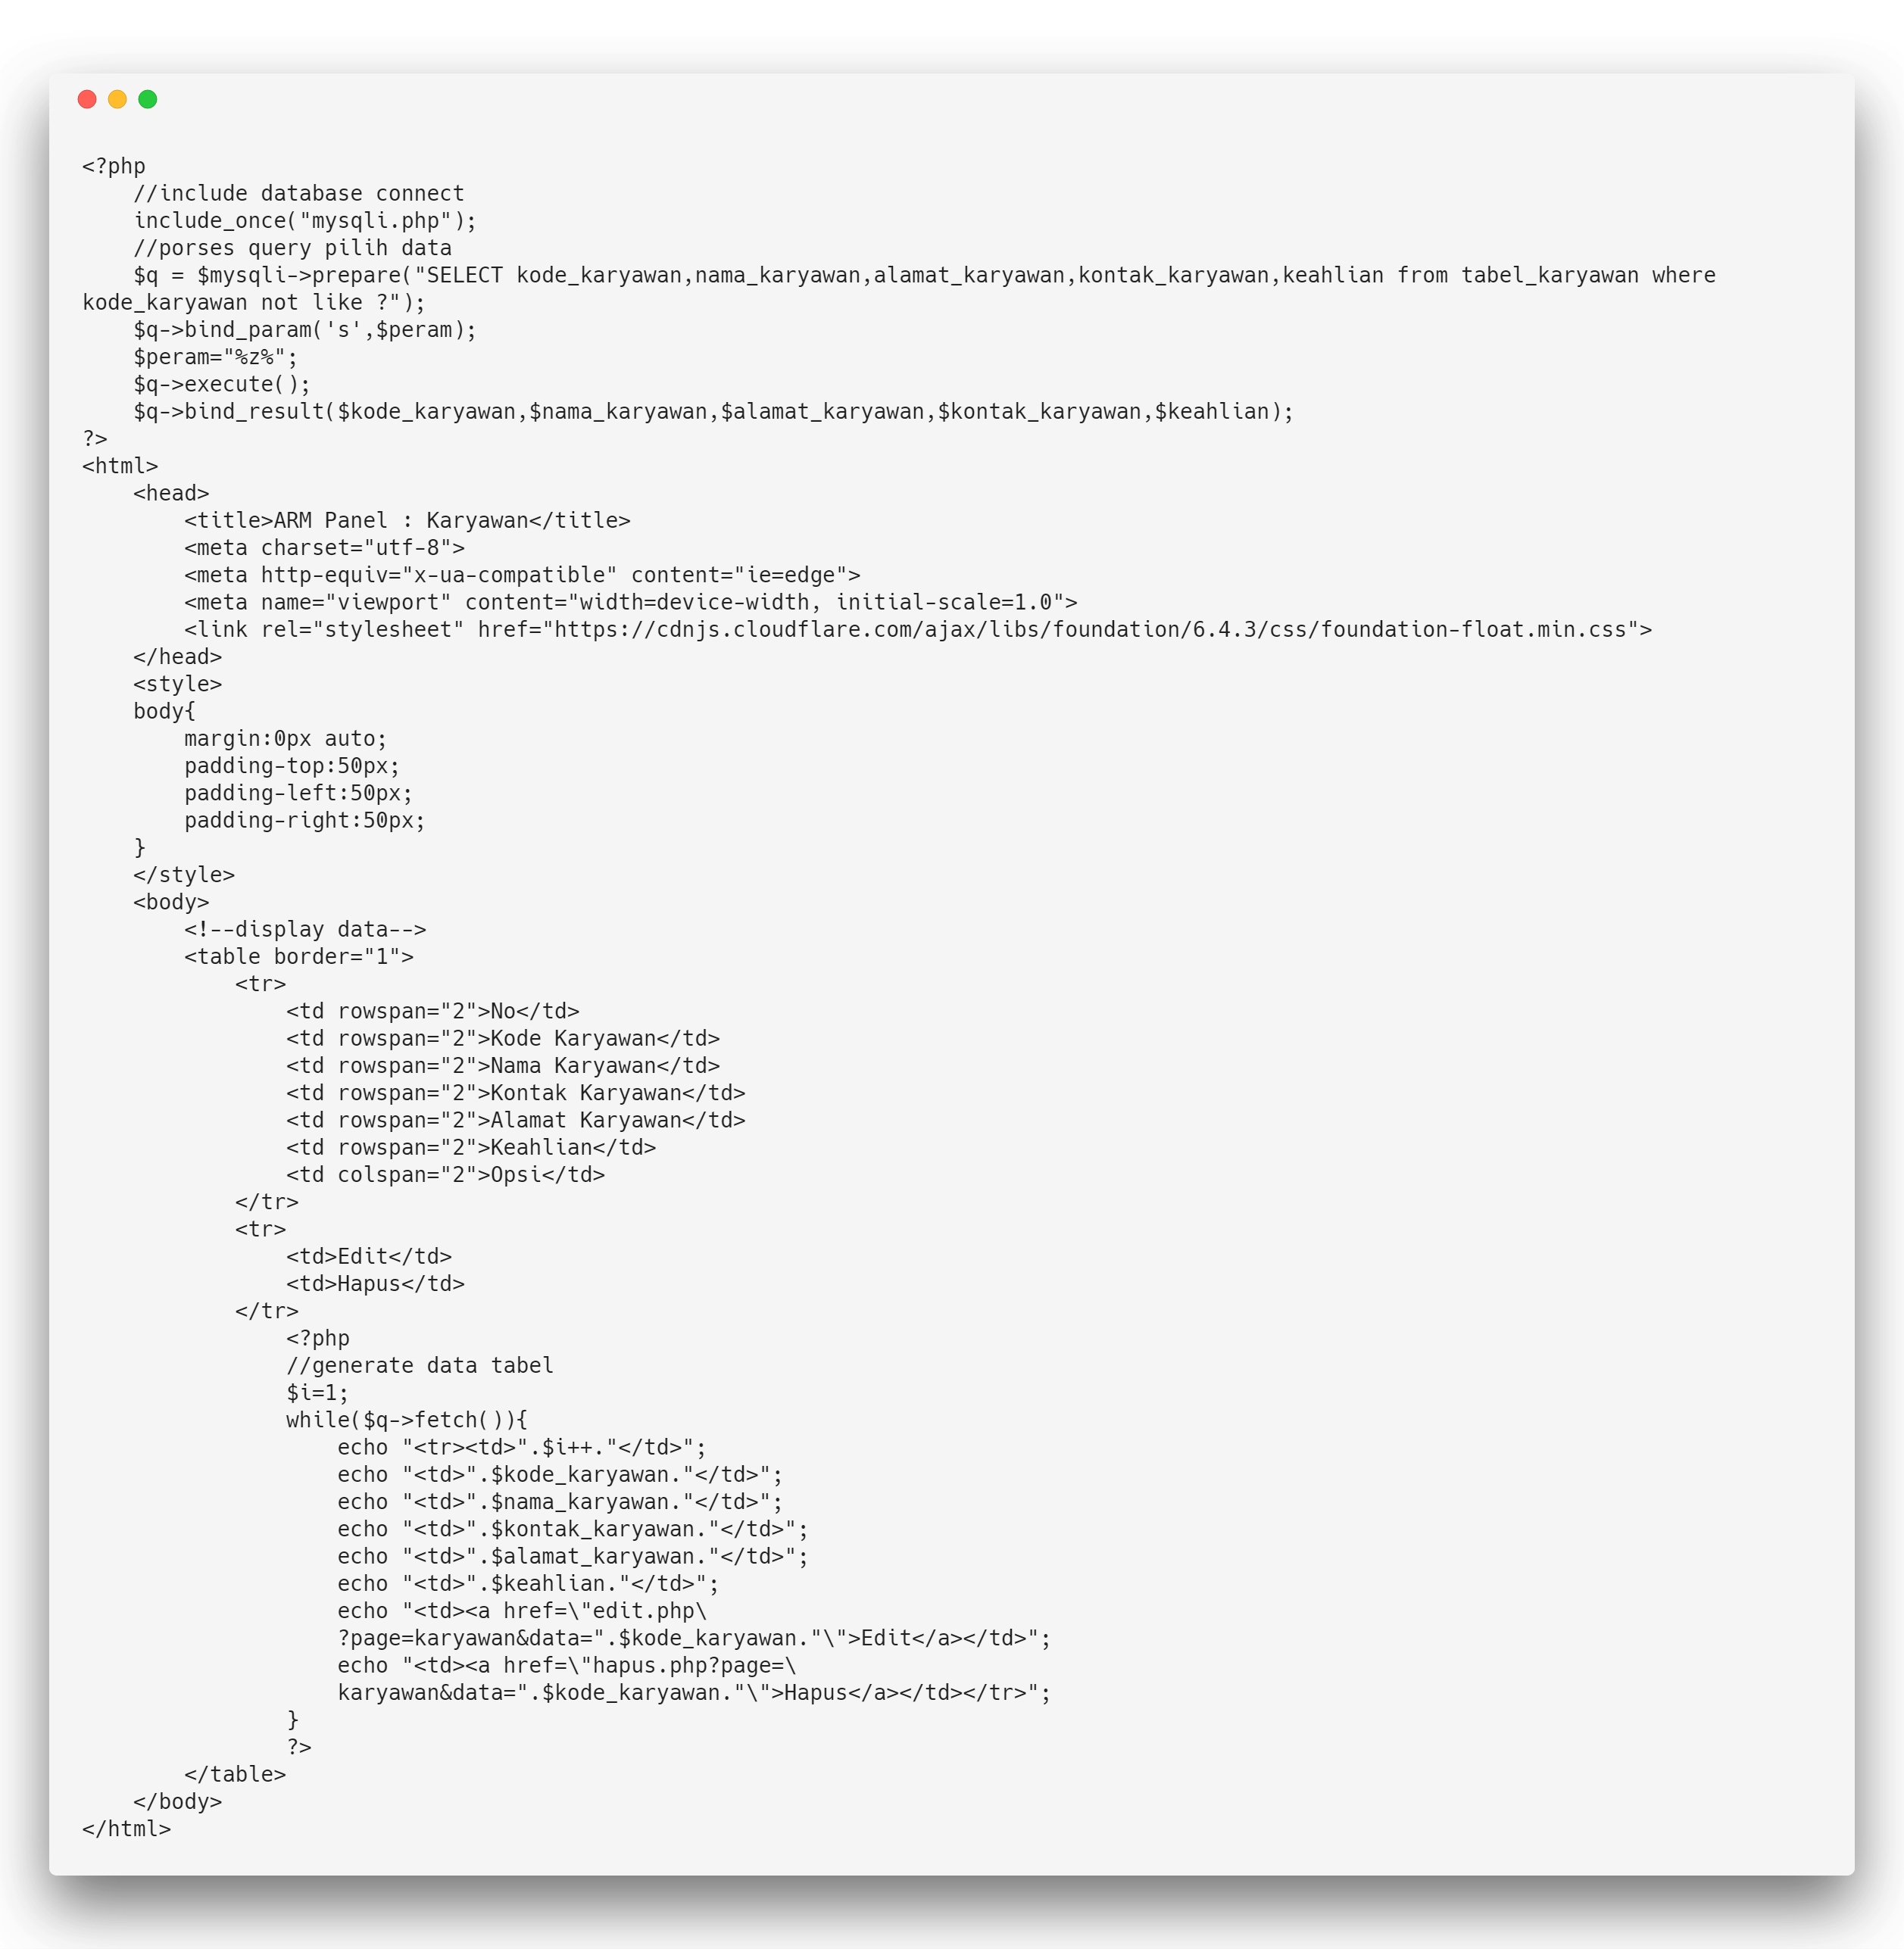 <?php
    //include database connect
    include_once("mysqli.php");
    //porses query pilih data
    $q = $mysqli->prepare("SELECT kode_karyawan,nama_karyawan,alamat_karyawan,kontak_karyawan,keahlian from tabel_karyawan where
kode_karyawan not like ?");
    $q->bind_param('s',$peram);
    $peram="%z%";
    $q->execute();
    $q->bind_result($kode_karyawan,$nama_karyawan,$alamat_karyawan,$kontak_karyawan,$keahlian);
?>
<html>
    <head>
        <title>ARM Panel : Karyawan</title>
        <meta charset="utf-8">
        <meta http-equiv="x-ua-compatible" content="ie=edge">
        <meta name="viewport" content="width=device-width, initial-scale=1.0">
        <link rel="stylesheet" href="https://cdnjs.cloudflare.com/ajax/libs/foundation/6.4.3/css/foundation-float.min.css">
    </head>
    <style>
    body{
        margin:0px auto;
        padding-top:50px;
        padding-left:50px;
        padding-right:50px;
    }
    </style>
    <body>
        <!--display data-->
        <table border="1">
            <tr>
                <td rowspan="2">No</td>
                <td rowspan="2">Kode Karyawan</td>
                <td rowspan="2">Nama Karyawan</td>
                <td rowspan="2">Kontak Karyawan</td>
                <td rowspan="2">Alamat Karyawan</td>
                <td rowspan="2">Keahlian</td>
                <td colspan="2">Opsi</td>
            </tr>
            <tr>
                <td>Edit</td>
                <td>Hapus</td>
            </tr>
                <?php
                //generate data tabel
                $i=1;
                while($q->fetch()){
                    echo "<tr><td>".$i++."</td>";
                    echo "<td>".$kode_karyawan."</td>";
                    echo "<td>".$nama_karyawan."</td>";
                    echo "<td>".$kontak_karyawan."</td>";
                    echo "<td>".$alamat_karyawan."</td>";
                    echo "<td>".$keahlian."</td>";
                    echo "<td><a href=\"edit.php\
                    ?page=karyawan&data=".$kode_karyawan."\">Edit</a></td>";
                    echo "<td><a href=\"hapus.php?page=\
                    karyawan&data=".$kode_karyawan."\">Hapus</a></td></tr>";
                }
                ?>
        </table>
    </body>
</html>